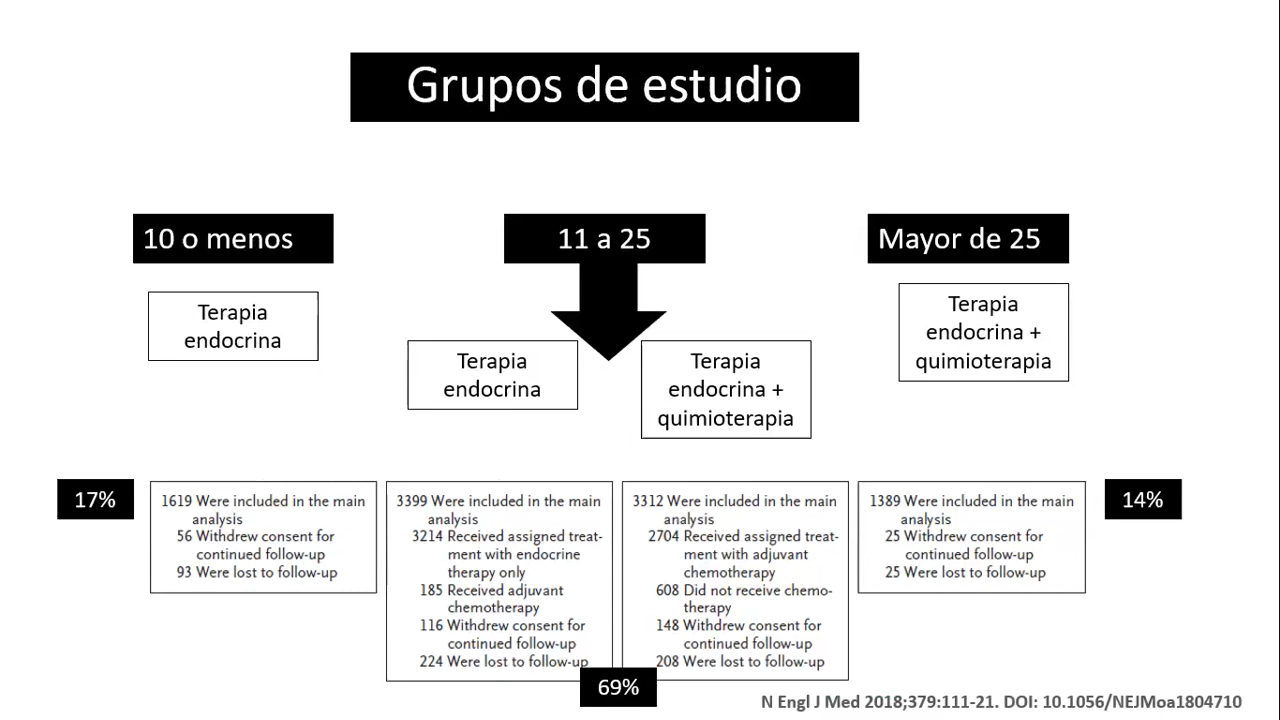 Grupos de estudio
10 o menos
11 a 25
Mayor de 25
Terapia
endocrina
Terapia
endocrina
Terapia
endocrina +
quimioterapia
Terapia
endocrina +
quimioterapia
17%
1619 Were included in the main
analysis
56 Withdrew consent for
continued follow-up
93 Were lost to follow-up
3399 Were included in the main
analysis
3214 Received assigned treat-
ment with endocrine
therapy only
185 Received adjuvant
chemotherapy
116 Withdrew consent for
continued follow-up
224 Were lost to follow-up
3312 Were included in the main
analysis
2704 Received assigned treat-
ment with adjuvant
chemotherapy
608 Did not receive chemo-
therapy
148 Withdrew consent for
continued follow-up
208 Were lost to follow-up
1389 Were included in the main
analysis
25 Withdrew consent for
continued follow-up
25 Were lost to follow-up
14%
69%
N Engl J Med 2018;379:111-21. DOI: 10.1056/NEJMoa1804710